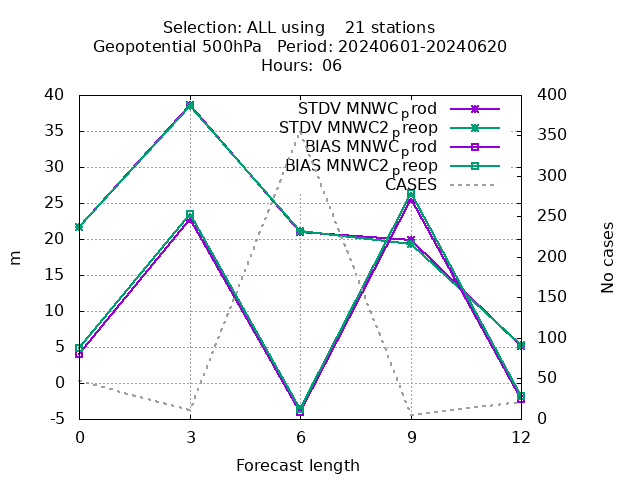 Selection: ALL using    21 stations
Geopotential 500hPa   Period: 20240601-20240620
Hours: 06
STDV MNWC_prod
STDV MNWC2_preop
BIAS MNWC_prod
BIAS MNWC2_preop
CASES
40
35
30
25
20
15
10
5
0
-5
m
400
350
300
250
200
150
100
50
0
No cases
0 3 6 9 12
Forecast length